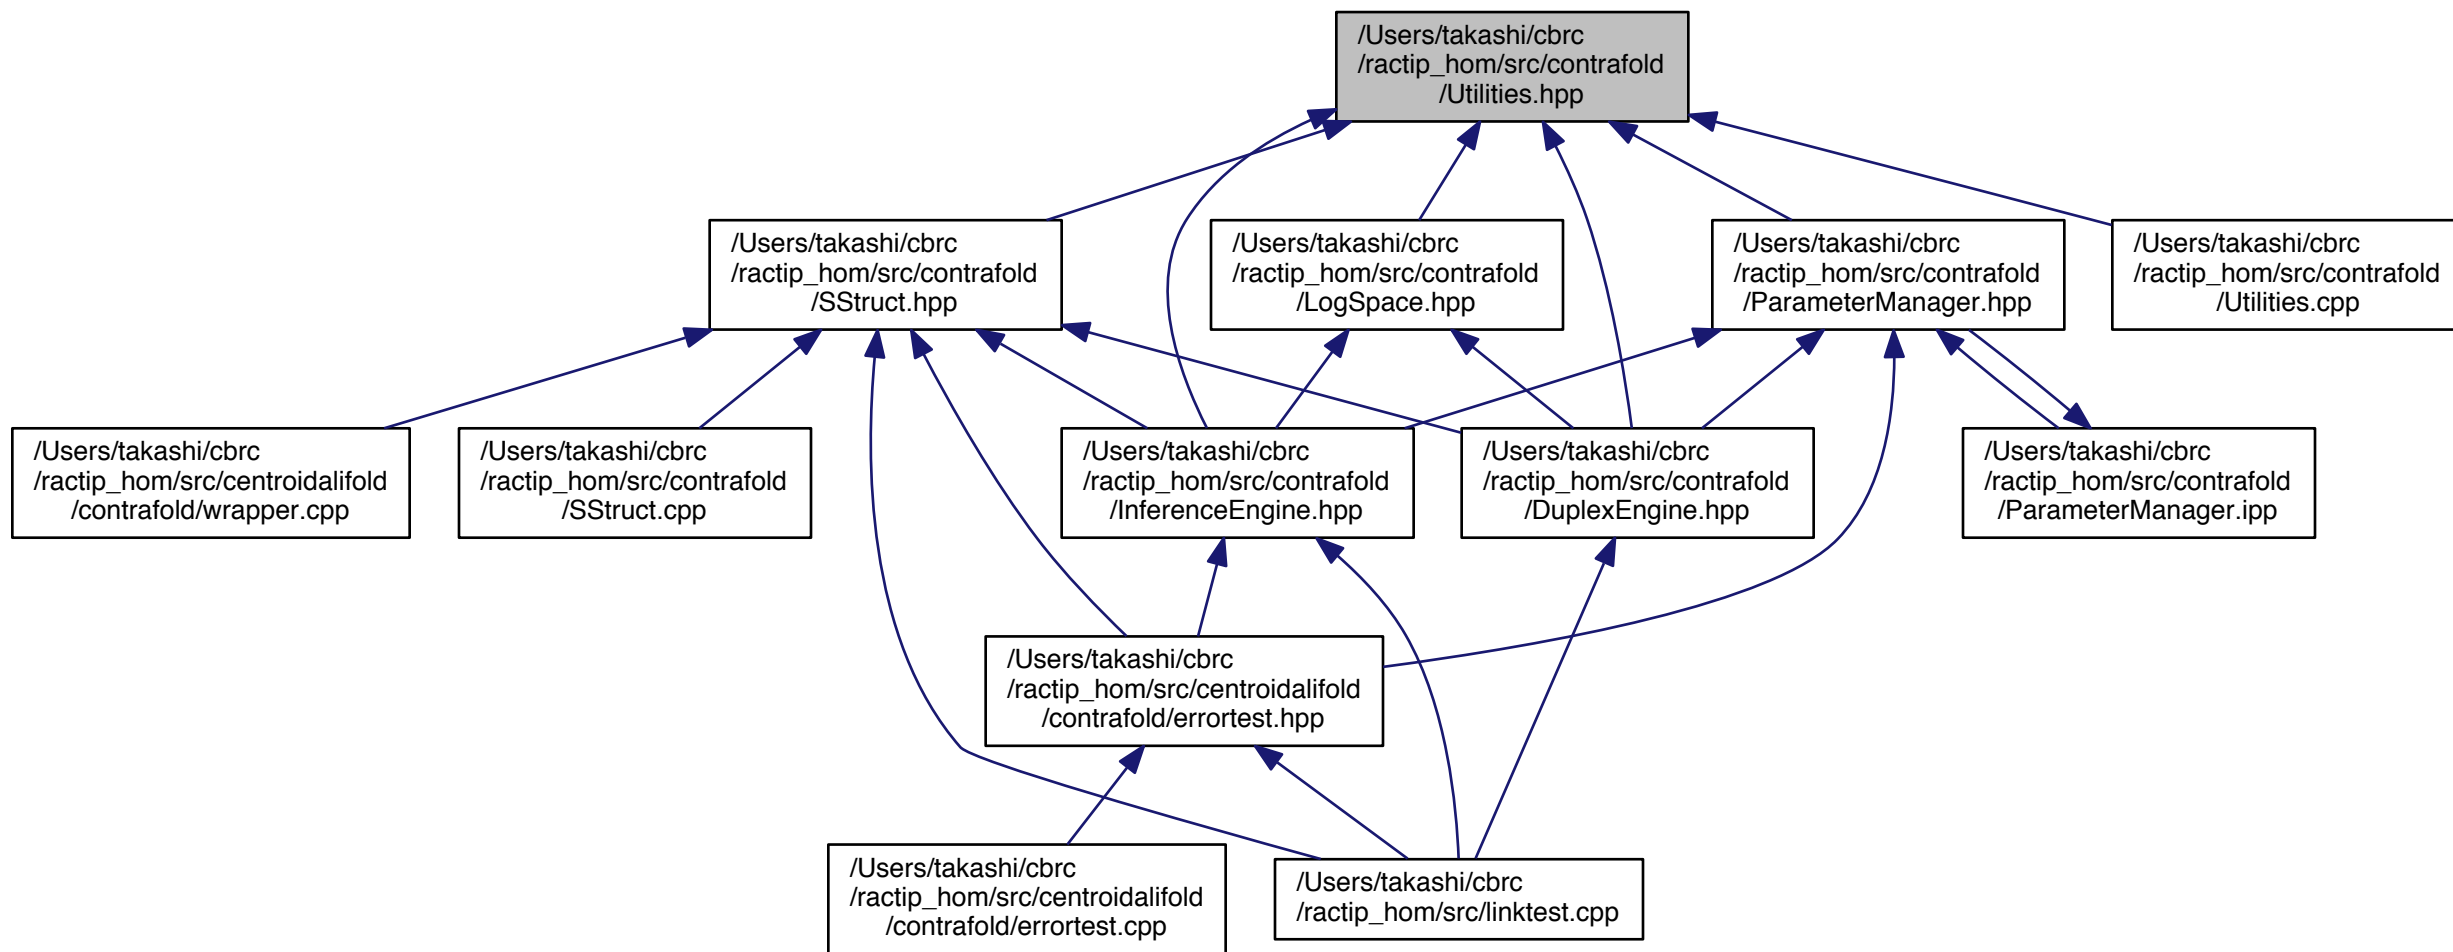 /Users/takashi/cbrc
/ractip_hom/src/contrafold
/Utilities.hpp
/Users/takashi/cbrc
/ractip_hom/src/contrafold
/SStruct.hpp
/Users/takashi/cbrc
/ractip_hom/src/contrafold
/LogSpace.hpp
/Users/takashi/cbrc
/ractip_hom/src/contrafold
/ParameterManager.hpp
/Users/takashi/cbrc
/ractip_hom/src/contrafold
/Utilities.cpp
/Users/takashi/cbrc
/ractip_hom/src/centroidalifold
/contrafold/wrapper.cpp
/Users/takashi/cbrc
/ractip_hom/src/contrafold
/SStruct.cpp
/Users/takashi/cbrc
/ractip_hom/src/contrafold
/InferenceEngine.hpp
/Users/takashi/cbrc
/ractip_hom/src/contrafold
/DuplexEngine.hpp
/Users/takashi/cbrc
/ractip_hom/src/contrafold
/ParameterManager.ipp
/Users/takashi/cbrc
/ractip_hom/src/centroidalifold
/contrafold/errortest.hpp
/Users/takashi/cbrc
/ractip_hom/src/centroidalifold
/contrafold/errortest.cpp
/Users/takashi/cbrc
/ractip_hom/src/linktest.cpp